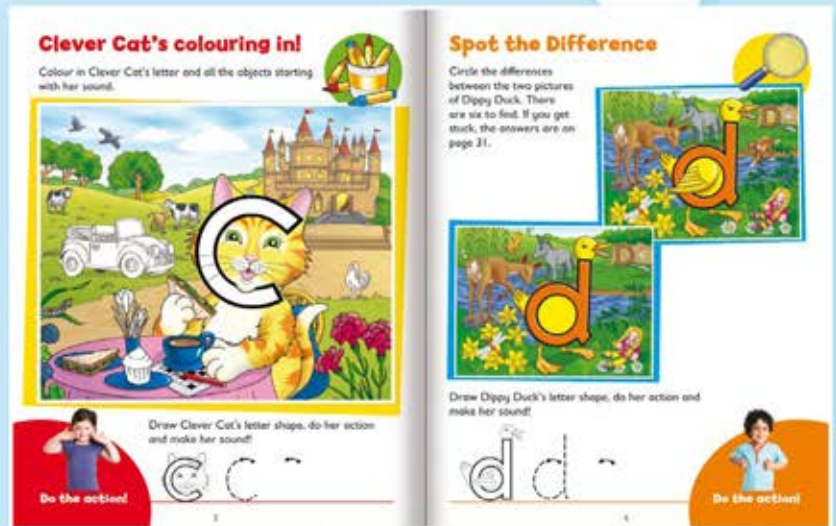 Clever Cat's colouring in!
Colour in Clever Cat's letter and all the objects starting
with her sound.
c
Draw Clever Cat's letter shape, do her action
and make her sound!
c c
Do the action!
Spot the Difference
Circle the differences
between the two pictures
of Dippy Duck. There
are six to find. If you get
stuck, the answers are on
page 31.
d
d
Draw Dippy Duck's letter shape, do her action and
make her sound!
d d
Do the action!